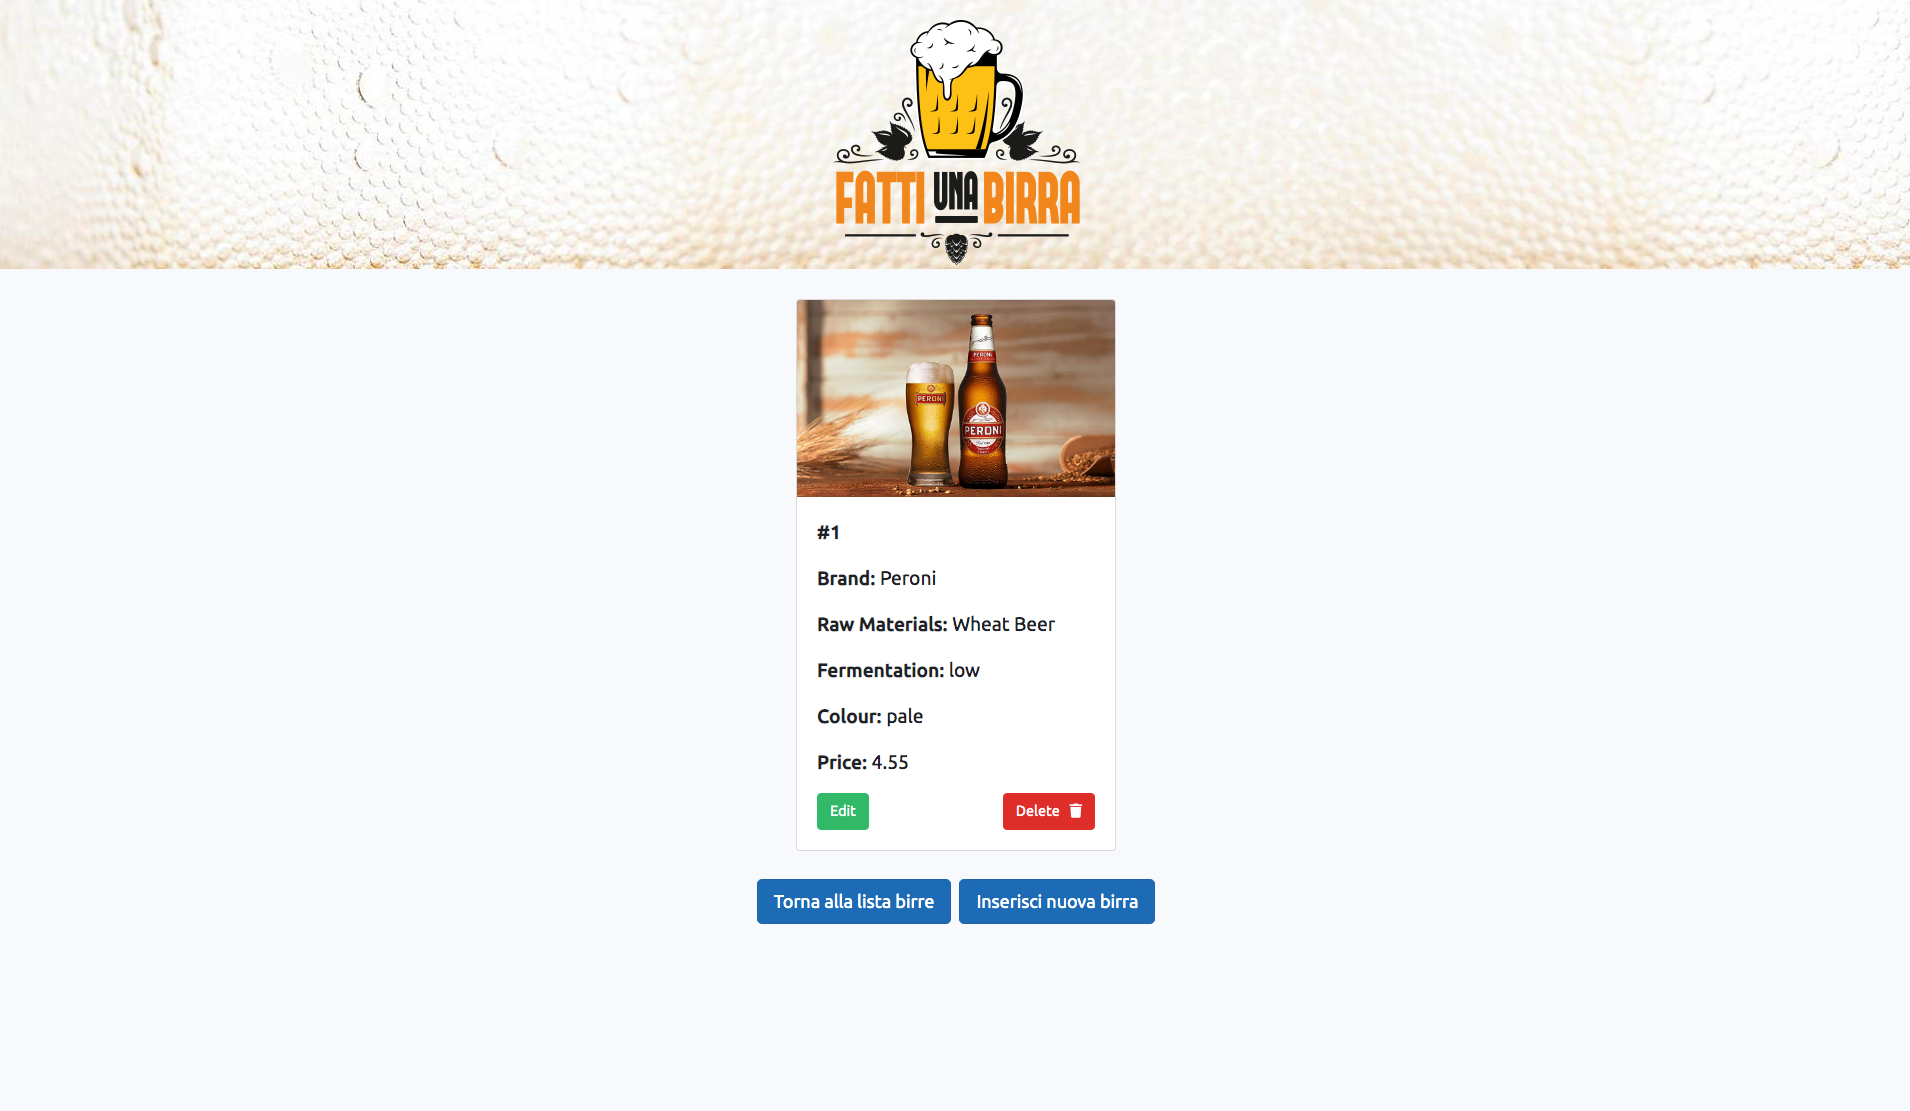 FATTI UNA BIRRA
PERONI
PERONI
PERONI
#1
Brand: Peroni
Raw Materials: Wheat Beer
Fermentation: low
Colour: pale
Price: 4.55
Edit
Delete
Torna alla lista birre
Inserisci nuova birra